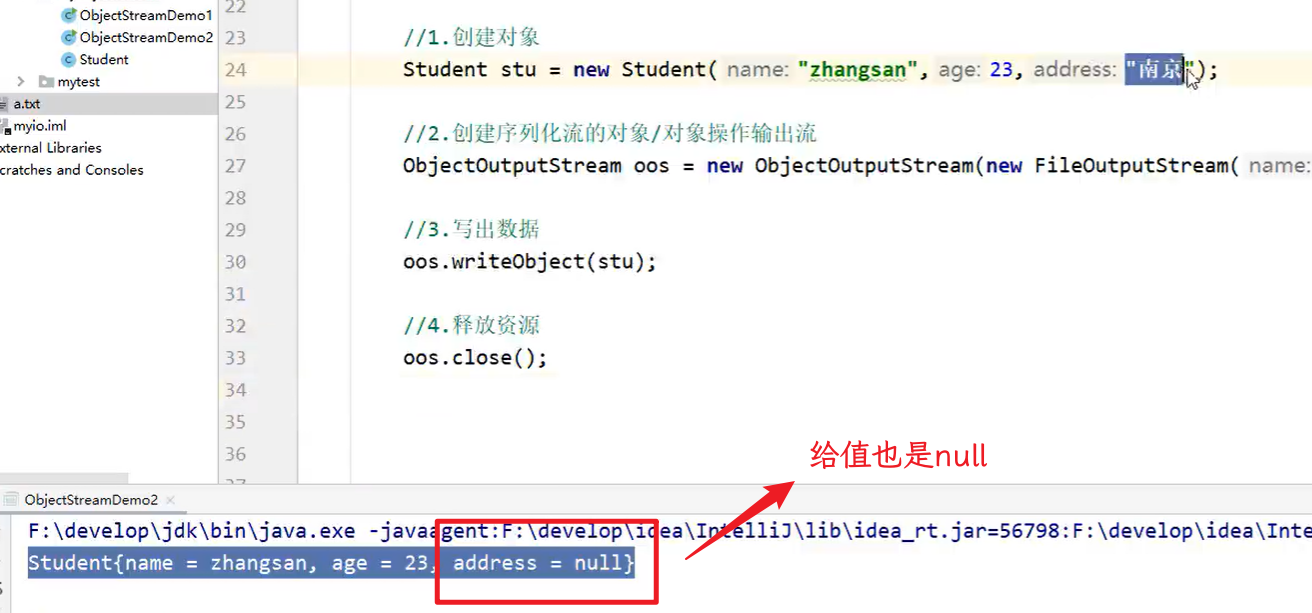 ObjectStreamDemo1
ObjectStreamDemo2
Student
mytest
a.txt
myio.iml
xternal Libraries
cratches and Consoles
22
23 //1.创建对象
24 Student stu = new Student( name: "zhangsan", age: 23, address: "南京");
25
26 //2.创建序列化流的对象/对象操作输出流
27 ObjectOutputStream oos = new ObjectOutputStream(new FileOutputStream( name:
28
29 //3.写出数据
30 oos.writeObject(stu);
31
32 //4.释放资源
33 oos.close();
34
35
36
37
给值也是null
ObjectStreamDemo2 ×
F:\develop\jdk\bin\java.exe -javaagent:F:\develop\idea\IntelliJ\lib\idea_rt.jar=56798:F:\develop\idea\Inte
Student{name = zhangsan, age = 23, address = null}